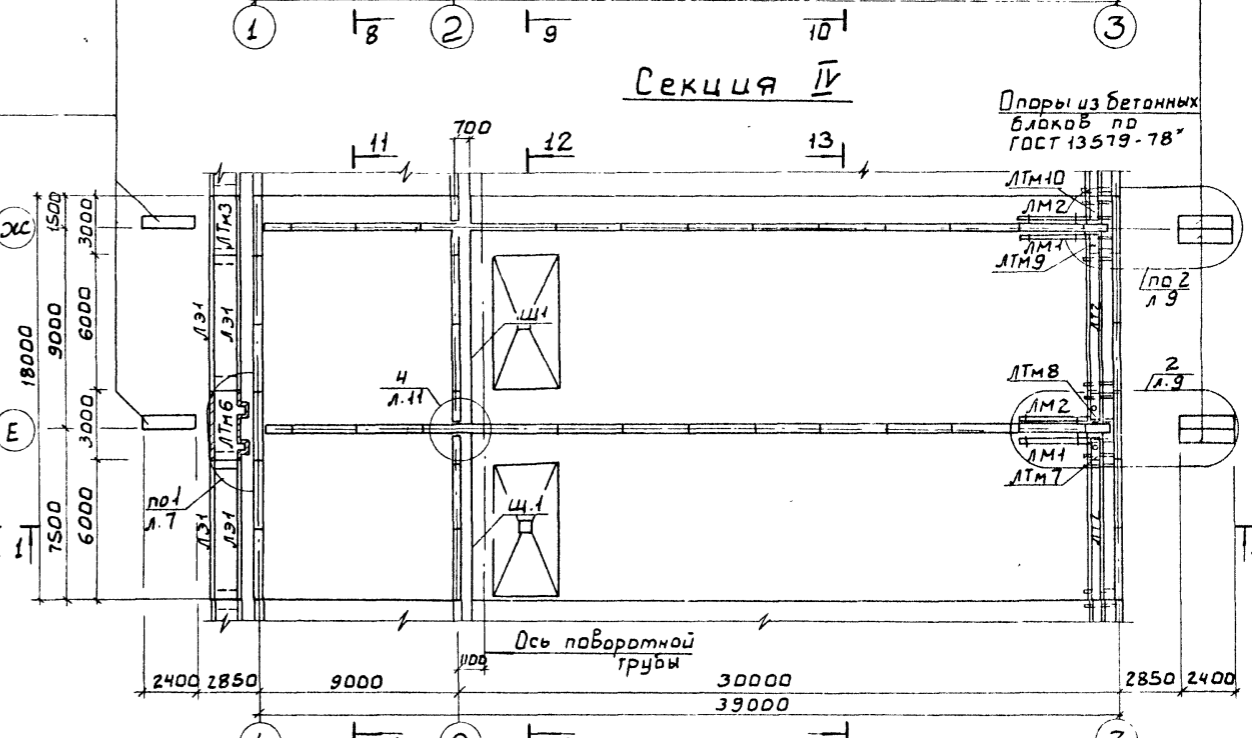 1 8 2 9 10 3
Секция IV
Опоры из бетонных
блоков по
ГОСТ 13579-78*
700
11 12 13
ЛТм10
ЛМ2
ЛМ1
ЛТм9
по 2
л 9
Ж
1500
3000
ЛТм3
ЛЭ1
ЛЭ1
6000
9000
18000
Щ1
ЛТ2
4
л.11
ЛТм8
2
л.9
ЛМ2
ЛМ1
ЛТм7
Е
3000
ЛТм6
по 1
л.7
Щ.1
7500
6000
ЛЭ1
ЛЭ1
ЛТ2
1
Ось поворотной
трубы
1100
2400 2850 9000 30000 2850 2400
39000